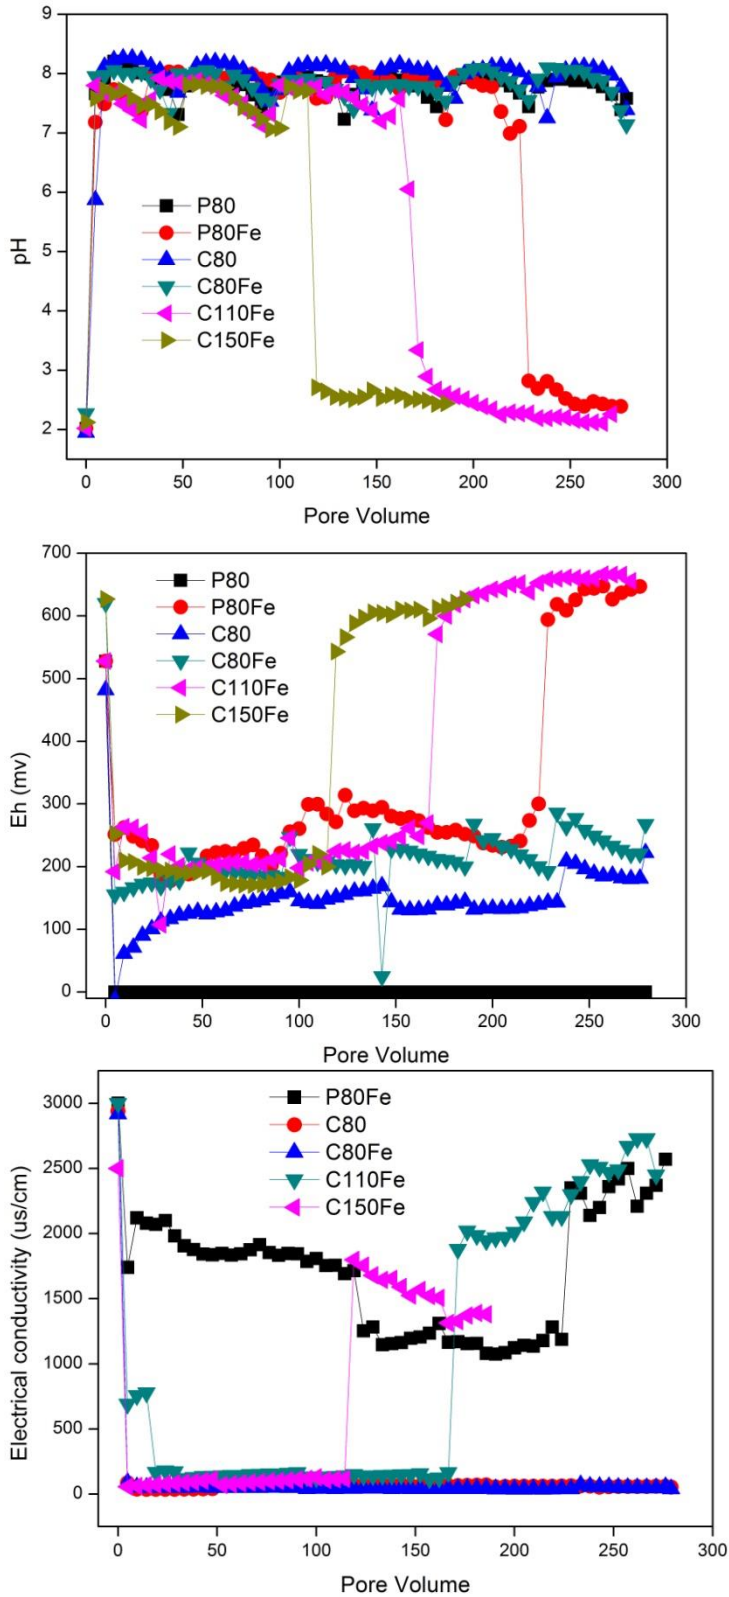 9
8
7
6
5
4
3
2
pH
P80
P80Fe
C80
C80Fe
C110Fe
C150Fe
0 50 100 150 200 250 300
Pore Volume
700
600
500
400
300
200
100
0
Eh (mv)
P80
P80Fe
C80
C80Fe
C110Fe
C150Fe
0 50 100 150 200 250 300
Pore Volume
3000
2500
2000
1500
1000
500
0
Electrical conductivity (us/cm)
P80Fe
C80
C80Fe
C110Fe
C150Fe
0 50 100 150 200 250 300
Pore Volume